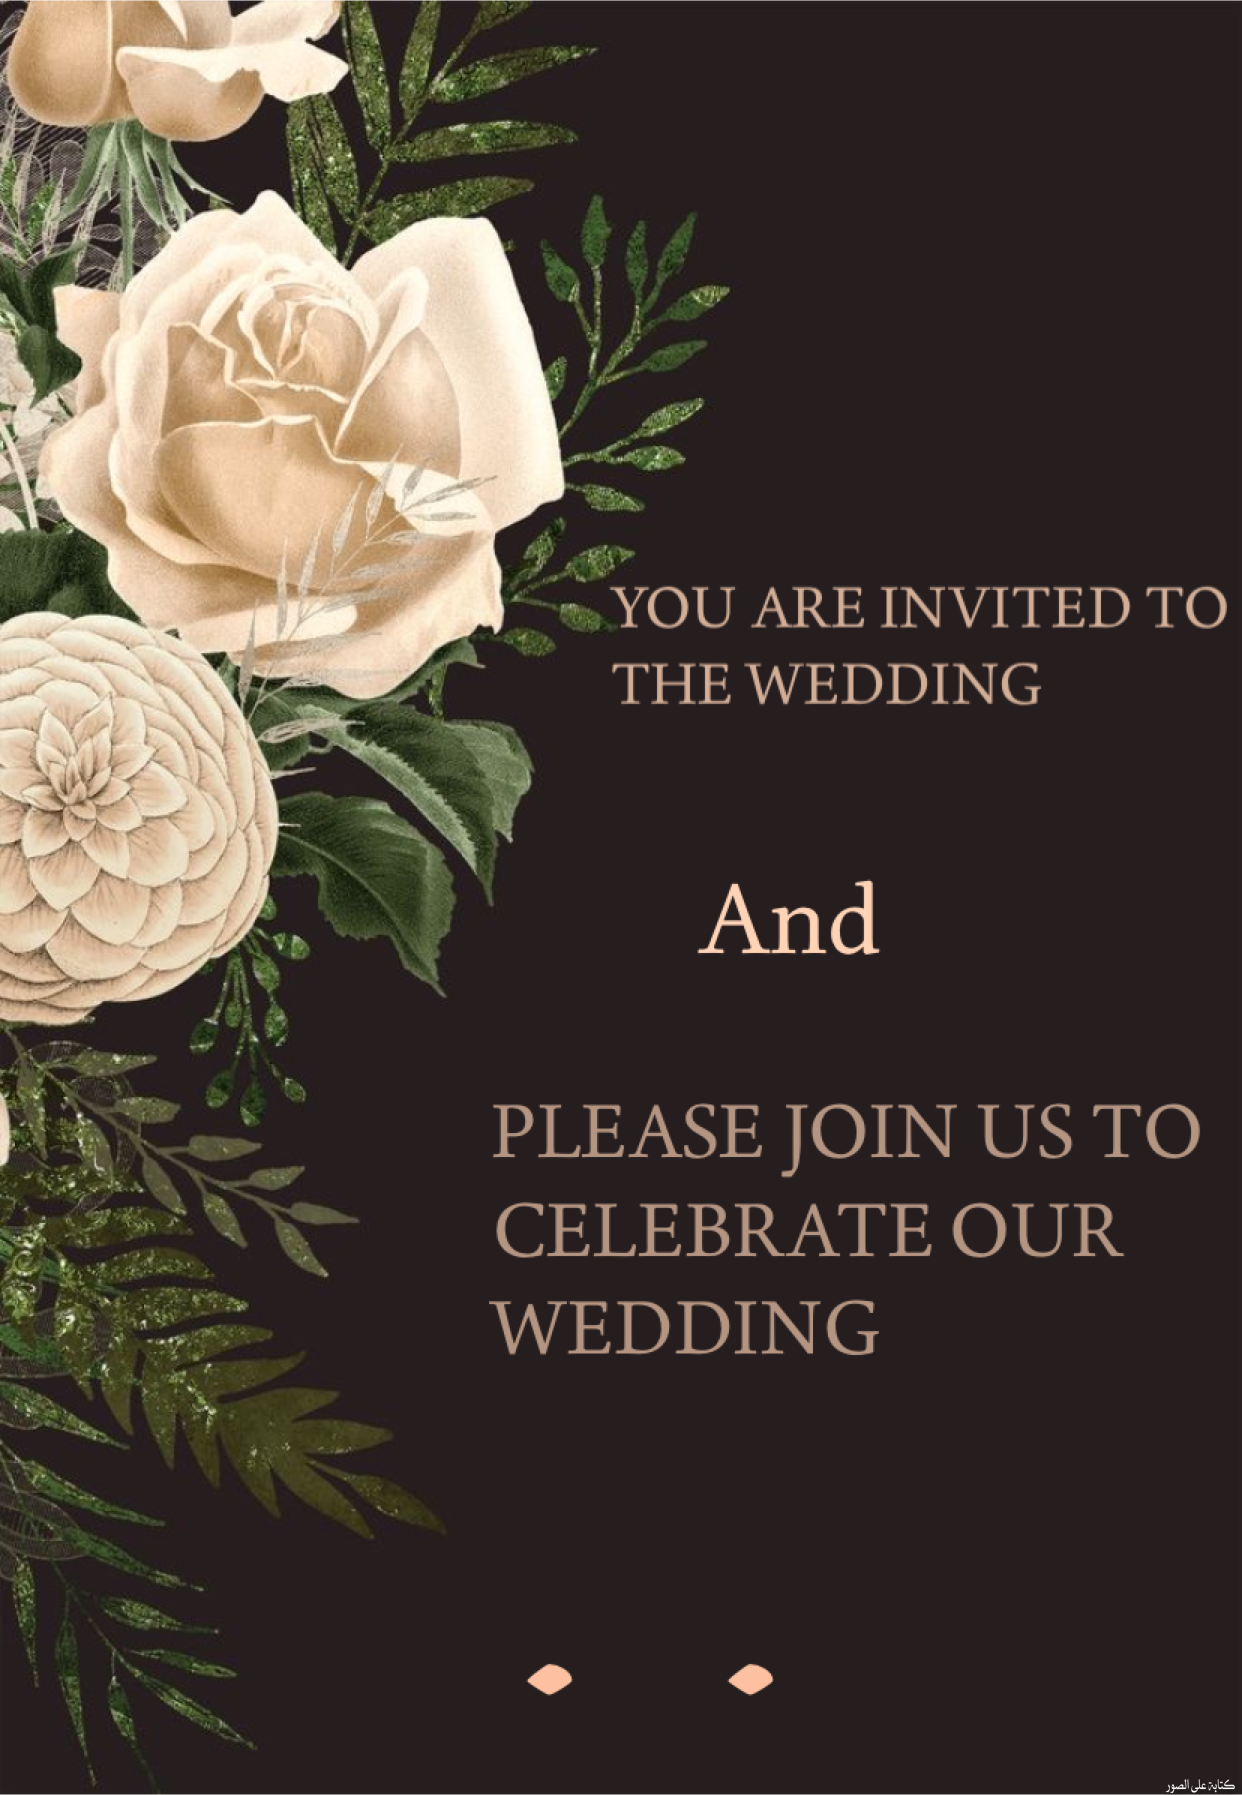 YOU ARE INVITED TO
THE WEDDING
And
PLEASE JOIN US TO
CELEBRATE OUR
WEDDING
كتابة على الصور